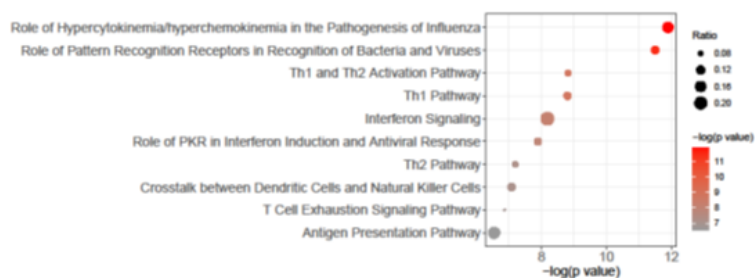 Role of Hypercytokinemia/hyperchemokinemia in the Pathogenesis of Influenza
Role of Pattern Recognition Receptors in Recognition of Bacteria and Viruses
Th1 and Th2 Activation Pathway
Th1 Pathway
Interferon Signaling
Role of PKR in Interferon Induction and Antiviral Response
Th2 Pathway
Crosstalk between Dendritic Cells and Natural Killer Cells
T Cell Exhaustion Signaling Pathway
Antigen Presentation Pathway
8 10 12
−log(p value)
Ratio
0.08
0.12
0.16
0.20
−log(p value)
11
10
9
8
7